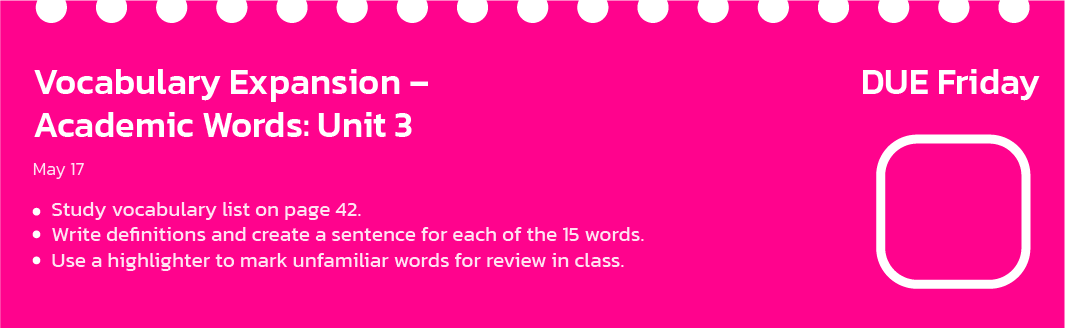 Vocabulary Expansion –
Academic Words: Unit 3
DUE Friday
May 17
• Study vocabulary list on page 42.
• Write definitions and create a sentence for each of the 15 words.
• Use a highlighter to mark unfamiliar words for review in class.